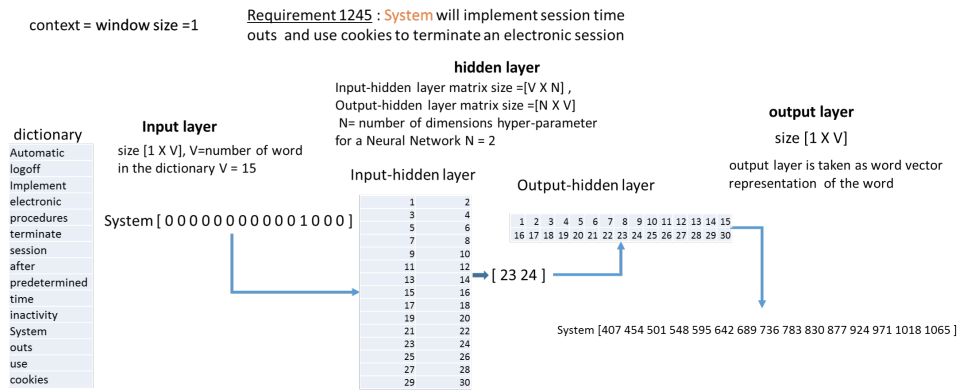 context = window size =1
Requirement 1245 : System will implement session time
outs and use cookies to terminate an electronic session
dictionary
Automatic
logoff
Implement
electronic
procedures
terminate
session
after
predetermined
time
inactivity
System
outs
use
cookies
Input layer
size [1 X V], V=number of word
in the dictionary V = 15
System [ 0 0 0 0 0 0 0 0 0 0 0 1 0 0 0 ]
hidden layer
Input-hidden layer matrix size =[V X N] ,
Output-hidden layer matrix size =[N X V]
N= number of dimensions hyper-parameter
for a Neural Network N = 2
Input-hidden layer
1 2
3 4
5 6
7 8
9 10
11 12
13 14
15 16
17 18
19 20
21 22
23 24
25 26
27 28
29 30
[ 23 24 ]
Output-hidden layer
1 2 3 4 5 6 7 8 9 10 11 12 13 14 15
16 17 18 19 20 21 22 23 24 25 26 27 28 29 30
output layer
size [1 X V]
output layer is taken as word vector
representation of the word
System [407 454 501 548 595 642 689 736 783 830 877 924 971 1018 1065 ]